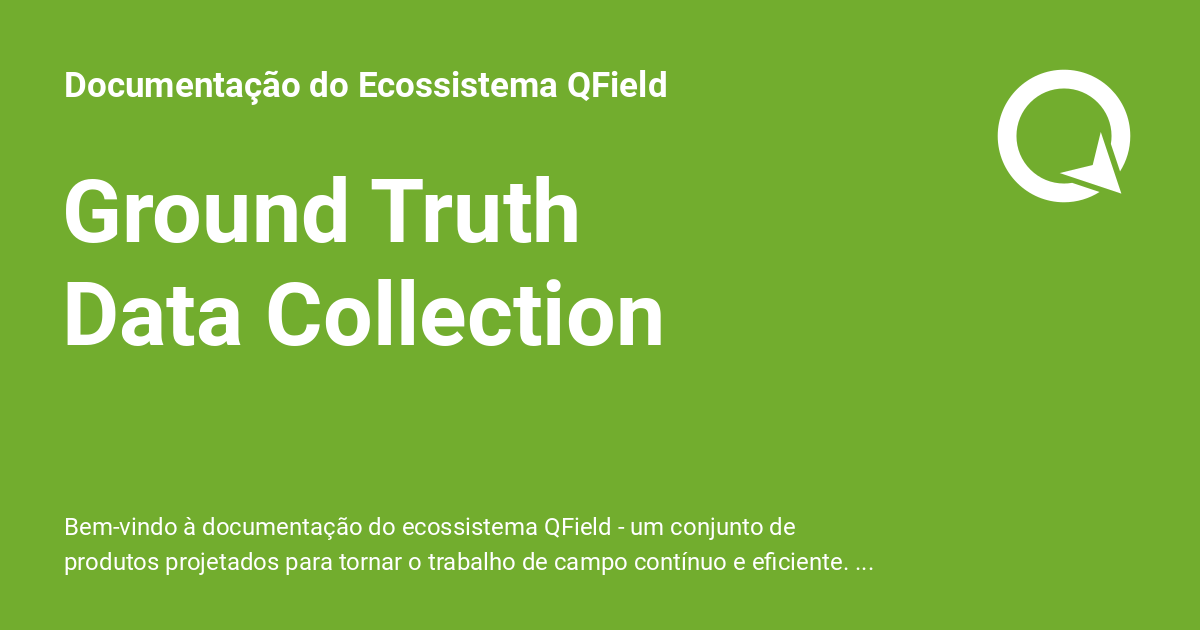 Documentação do Ecossistema QField
Ground Truth
Data Collection
Bem-vindo à documentação do ecossistema QField - um conjunto de
produtos projetados para tornar o trabalho de campo contínuo e eficiente. ...